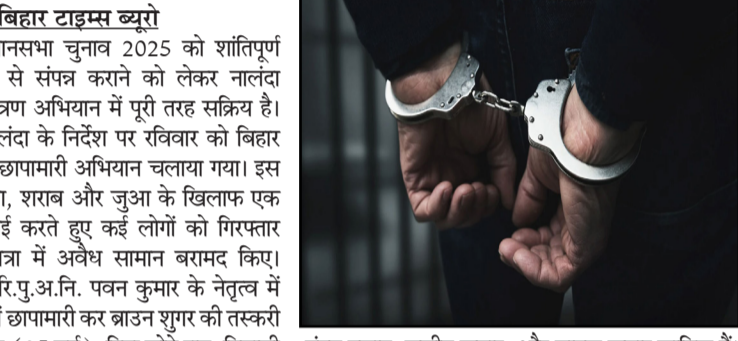 बिहार टाइम्स ब्यूरो
ानसभा चुनाव 2025 को शांतिपूर्ण
से संपन्न कराने को लेकर नालंदा
त्रण अभियान में पूरी तरह सक्रिय है।
लंदा के निर्देश पर रविवार को बिहार
छापामारी अभियान चलाया गया। इस
शराब और जुआ के खिलाफ एक
ई करते हुए कई लोगों को गिरफ्तार
त्रा में अवैध सामान बरामद किए।
रि.पु.अ.नि. पवन कुमार के नेतृत्व में
छापामारी कर ब्राउन शुगर की तस्करी